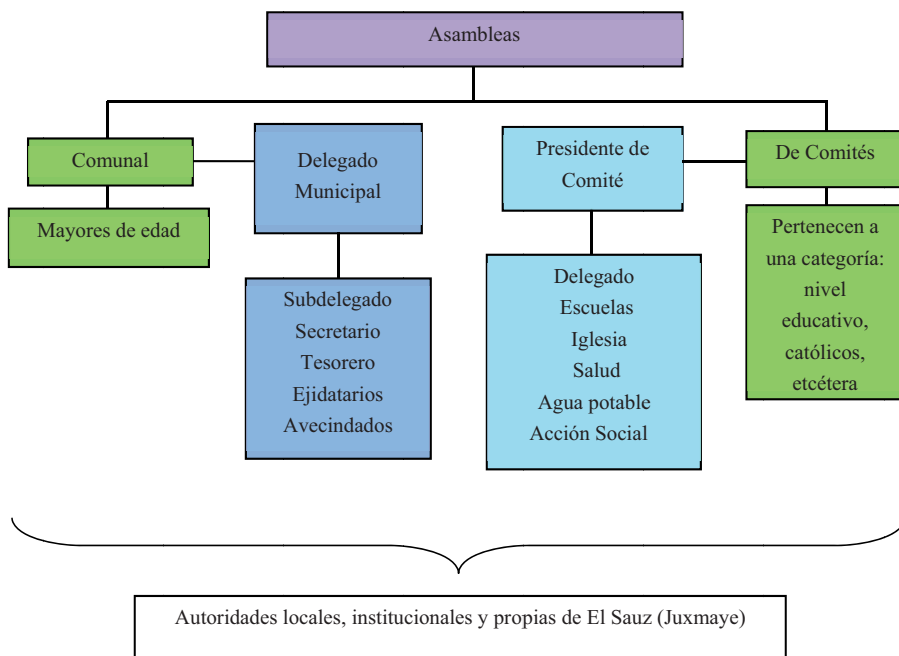 Asambleas
Comunal
Delegado
Municipal
Presidente de
Comité
De Comités
Mayores de edad
Subdelegado
Secretario
Tesorero
Ejidatarios
Avecindados
Delegado
Escuelas
Iglesia
Salud
Agua potable
Acción Social
Pertenecen a
una categoría:
nivel
educativo,
católicos,
etcétera
Autoridades locales, institucionales y propias de El Sauz (Juxmaye)